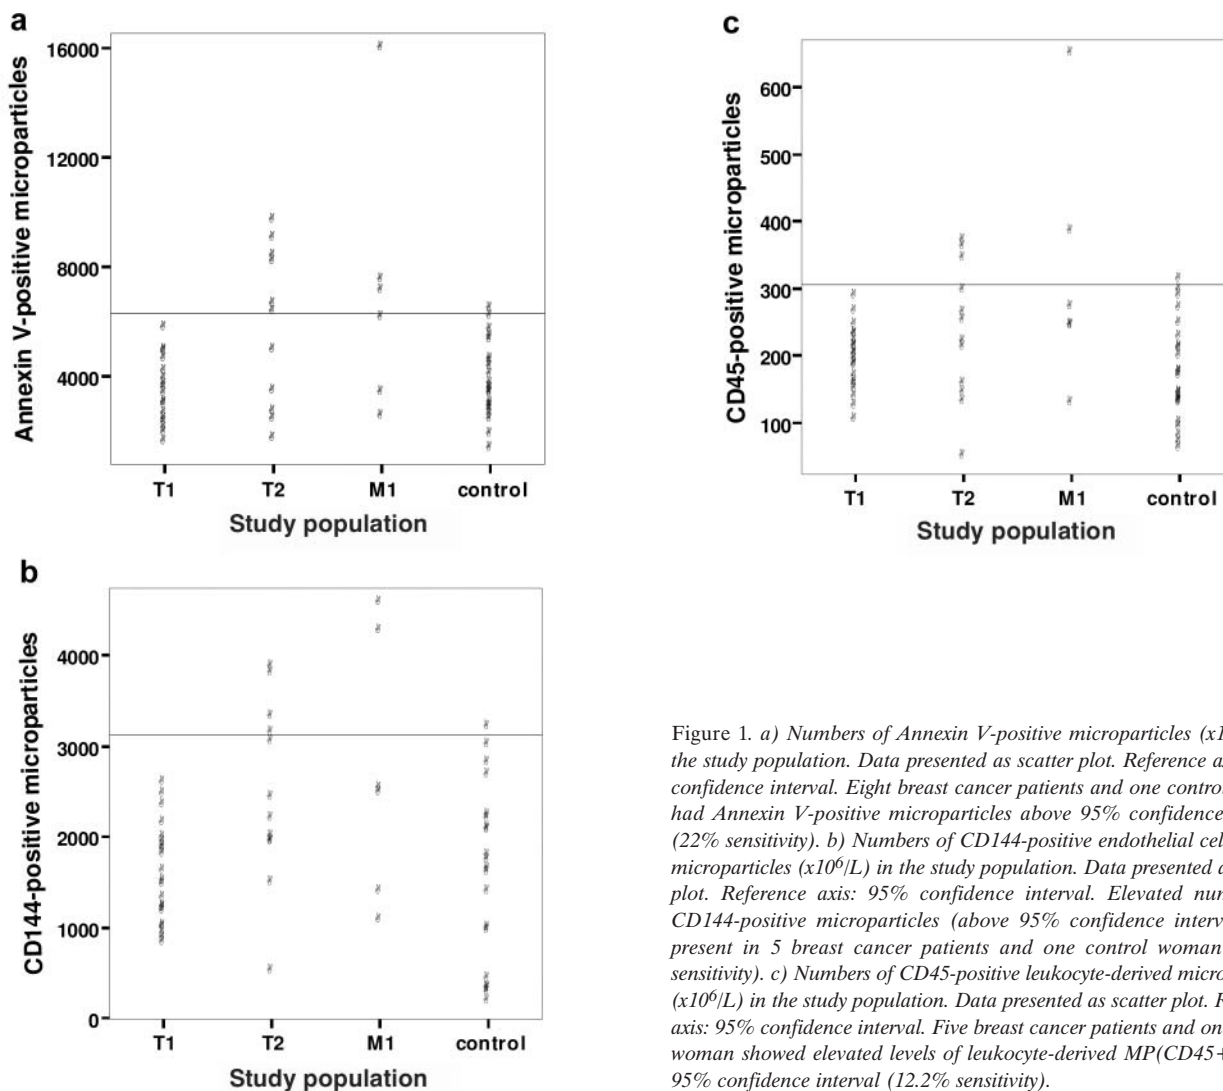 a
Annexin V-positive microparticles
16000
12000
8000
4000
T1 T2 M1 control
Study population
b
CD144-positive microparticles
4000
3000
2000
1000
0
T1 T2 M1 control
Study population
c
CD45-positive microparticles
600
500
400
300
200
100
T1 T2 M1 control
Study population
Figure 1. a) Numbers of Annexin V-positive microparticles (x1
the study population. Data presented as scatter plot. Reference a
confidence interval. Eight breast cancer patients and one control
had Annexin V-positive microparticles above 95% confidence
(22% sensitivity). b) Numbers of CD144-positive endothelial cel
microparticles (x10⁶/L) in the study population. Data presented a
plot. Reference axis: 95% confidence interval. Elevated nun
CD144-positive microparticles (above 95% confidence interv
present in 5 breast cancer patients and one control woman
sensitivity). c) Numbers of CD45-positive leukocyte-derived micro
(x10⁶/L) in the study population. Data presented as scatter plot. R
axis: 95% confidence interval. Five breast cancer patients and on
woman showed elevated levels of leukocyte-derived MP(CD45+
95% confidence interval (12.2% sensitivity).